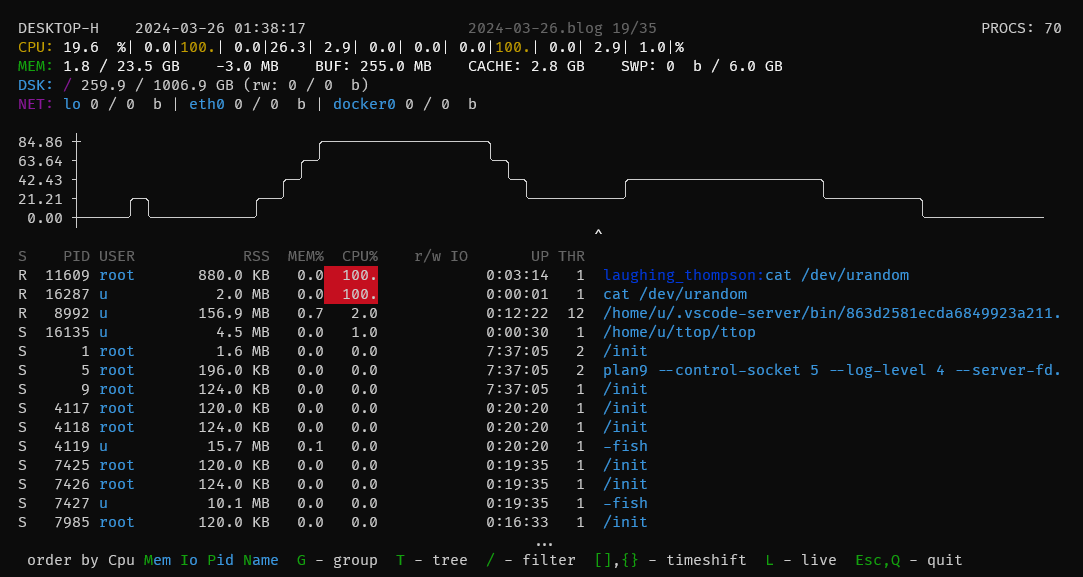 DESKTOP-H 2024-03-26 01:38:17 2024-03-26.blog 19/35 PROCS: 70
CPU: 19.6 %| 0.0|100.| 0.0|26.3| 2.9| 0.0| 0.0| 0.0|100.| 0.0| 2.9| 1.0|%
MEM: 1.8 / 23.5 GB -3.0 MB BUF: 255.0 MB CACHE: 2.8 GB SWP: 0 b / 6.0 GB
DSK: / 259.9 / 1006.9 GB (rw: 0 / 0 b)
NET: lo 0 / 0 b | eth0 0 / 0 b | docker0 0 / 0 b
84.86
63.64
42.43
21.21
0.00
^
S PID USER RSS MEM% CPU% r/w IO UP THR
R 11609 root 880.0 KB 0.0 100. 0:03:14 1 laughing_thompson:cat /dev/urandom
R 16287 u 2.0 MB 0.0 100. 0:00:01 1 cat /dev/urandom
R 8992 u 156.9 MB 0.7 2.0 0:12:22 12 /home/u/.vscode-server/bin/863d2581ecda6849923a211.
S 16135 u 4.5 MB 0.0 1.0 0:00:30 1 /home/u/ttop/ttop
S 1 root 1.6 MB 0.0 0.0 7:37:05 2 /init
S 5 root 196.0 KB 0.0 0.0 7:37:05 2 plan9 --control-socket 5 --log-level 4 --server-fd.
S 9 root 124.0 KB 0.0 0.0 7:37:05 1 /init
S 4117 root 120.0 KB 0.0 0.0 0:20:20 1 /init
S 4118 root 124.0 KB 0.0 0.0 0:20:20 1 /init
S 4119 u 15.7 MB 0.1 0.0 0:20:20 1 -fish
S 7425 root 120.0 KB 0.0 0.0 0:19:35 1 /init
S 7426 root 124.0 KB 0.0 0.0 0:19:35 1 /init
S 7427 u 10.1 MB 0.0 0.0 0:19:35 1 -fish
S 7985 root 120.0 KB 0.0 0.0 0:16:33 1 /init
...
order by Cpu Mem Io Pid Name G - group T - tree / - filter [],{} - timeshift L - live Esc,Q - quit